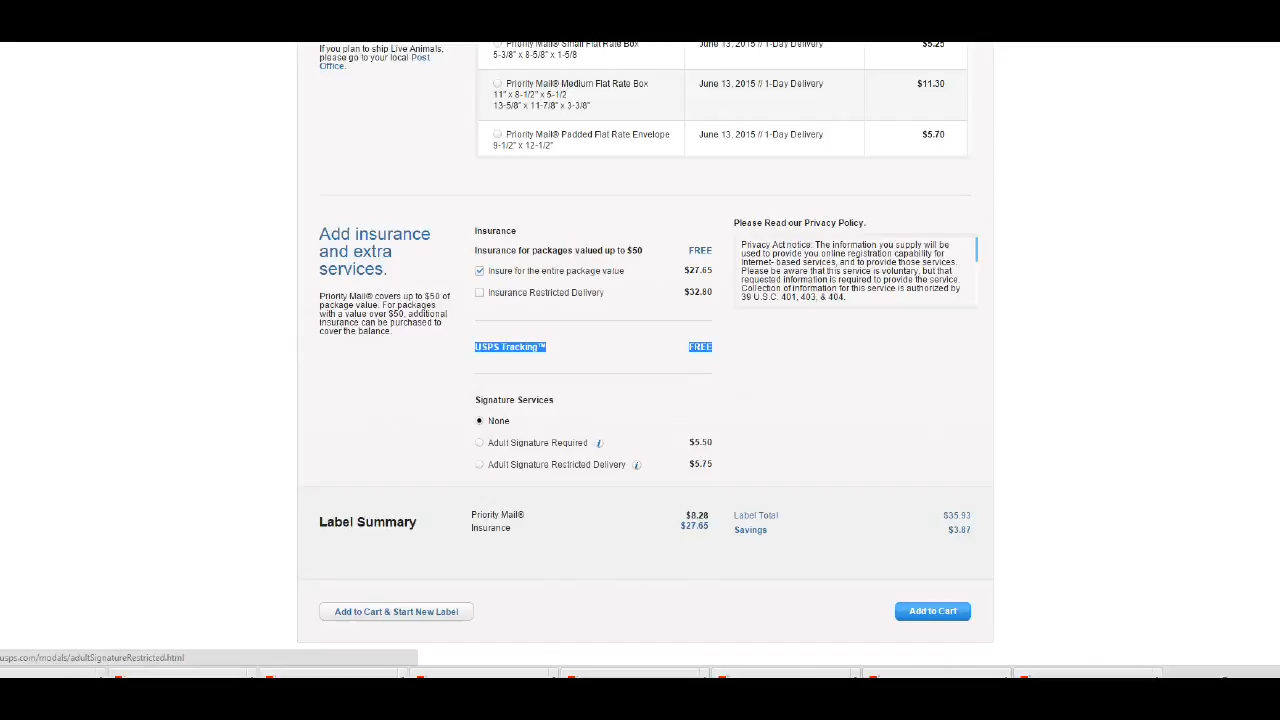 If you plan to ship Live Animals,
please go to your local Post
Office.
Priority Mail® Small Flat Rate Box
5-3/8" x 8-5/8" x 1-5/8
June 13, 2015 // 1-Day Delivery
$5.25
Priority Mail® Medium Flat Rate Box
11" x 8-1/2" x 5-1/2
13-5/8" x 11-7/8" x 3-3/8"
June 13, 2015 // 1-Day Delivery
$11.30
Priority Mail® Padded Flat Rate Envelope
9-1/2" x 12-1/2"
June 13, 2015 // 1-Day Delivery
$5.70
Add insurance
and extra
services.
Priority Mail® covers up to $50 of
package value. For packages
with a value over $50, additional
insurance can be purchased to
cover the balance.
Insurance
Insurance for packages valued up to $50 FREE
Insure for the entire package value $27.65
Insurance Restricted Delivery $32.80
USPS Tracking™ FREE
Signature Services
None
Adult Signature Required i $5.50
Adult Signature Restricted Delivery i $5.75
Please Read our Privacy Policy.
Privacy Act notice: The information you supply will be
used to provide you online registration capability for
Internet- based services, and to provide those services.
Please be aware that this service is voluntary, but that
requested information is required to provide the service.
Collection of information for this service is authorized by
39 U.S.C. 401, 403, & 404.
Label Summary
Priority Mail® $8.28
Insurance $27.65
Label Total $35.93
Savings $3.87
Add to Cart & Start New Label
Add to Cart
usps.com/modals/adultSignatureRestricted.html